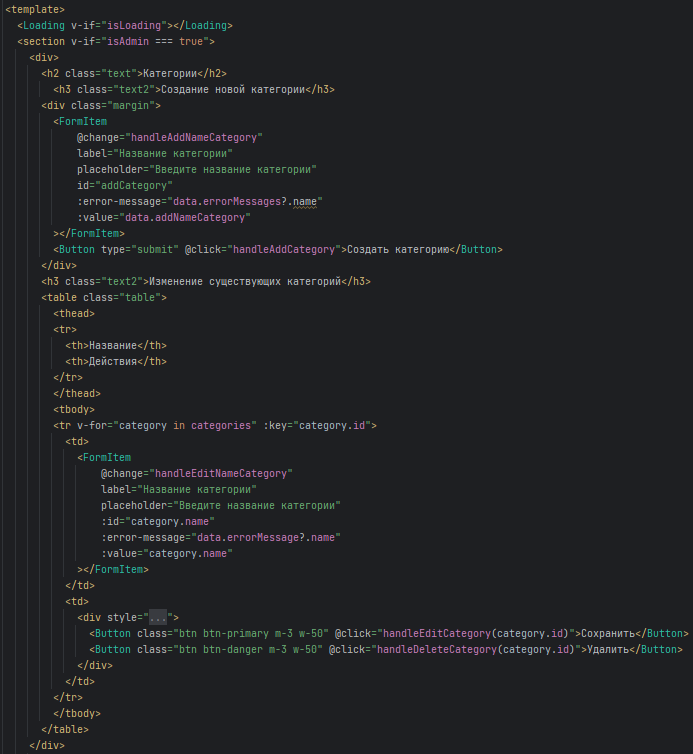 <template>
<Loading v-if="isLoading"></Loading>
<section v-if="isAdmin === true">
<div>
<h2 class="text">Категории</h2>
<h3 class="text2">Создание новой категории</h3>
<div class="margin">
<FormItem
@change="handleAddNameCategory"
label="Название категории"
placeholder="Введите название категории"
id="addCategory"
:error-message="data.errorMessages?.name"
:value="data.addNameCategory"
></FormItem>
<Button type="submit" @click="handleAddCategory">Создать категорию</Button>
</div>
<h3 class="text2">Изменение существующих категорий</h3>
<table class="table">
<thead>
<tr>
<th>Название</th>
<th>Действия</th>
</tr>
</thead>
<tbody>
<tr v-for="category in categories" :key="category.id">
<td>
<FormItem
@change="handleEditNameCategory"
label="Название категории"
placeholder="Введите название категории"
:id="category.name"
:error-message="data.errorMessage?.name"
:value="category.name"
></FormItem>
</td>
<td>
<div style="...">
<Button class="btn btn-primary m-3 w-50" @click="handleEditCategory(category.id)">Сохранить</Button>
<Button class="btn btn-danger m-3 w-50" @click="handleDeleteCategory(category.id)">Удалить</Button>
</div>
</td>
</tr>
</tbody>
</table>
</div>